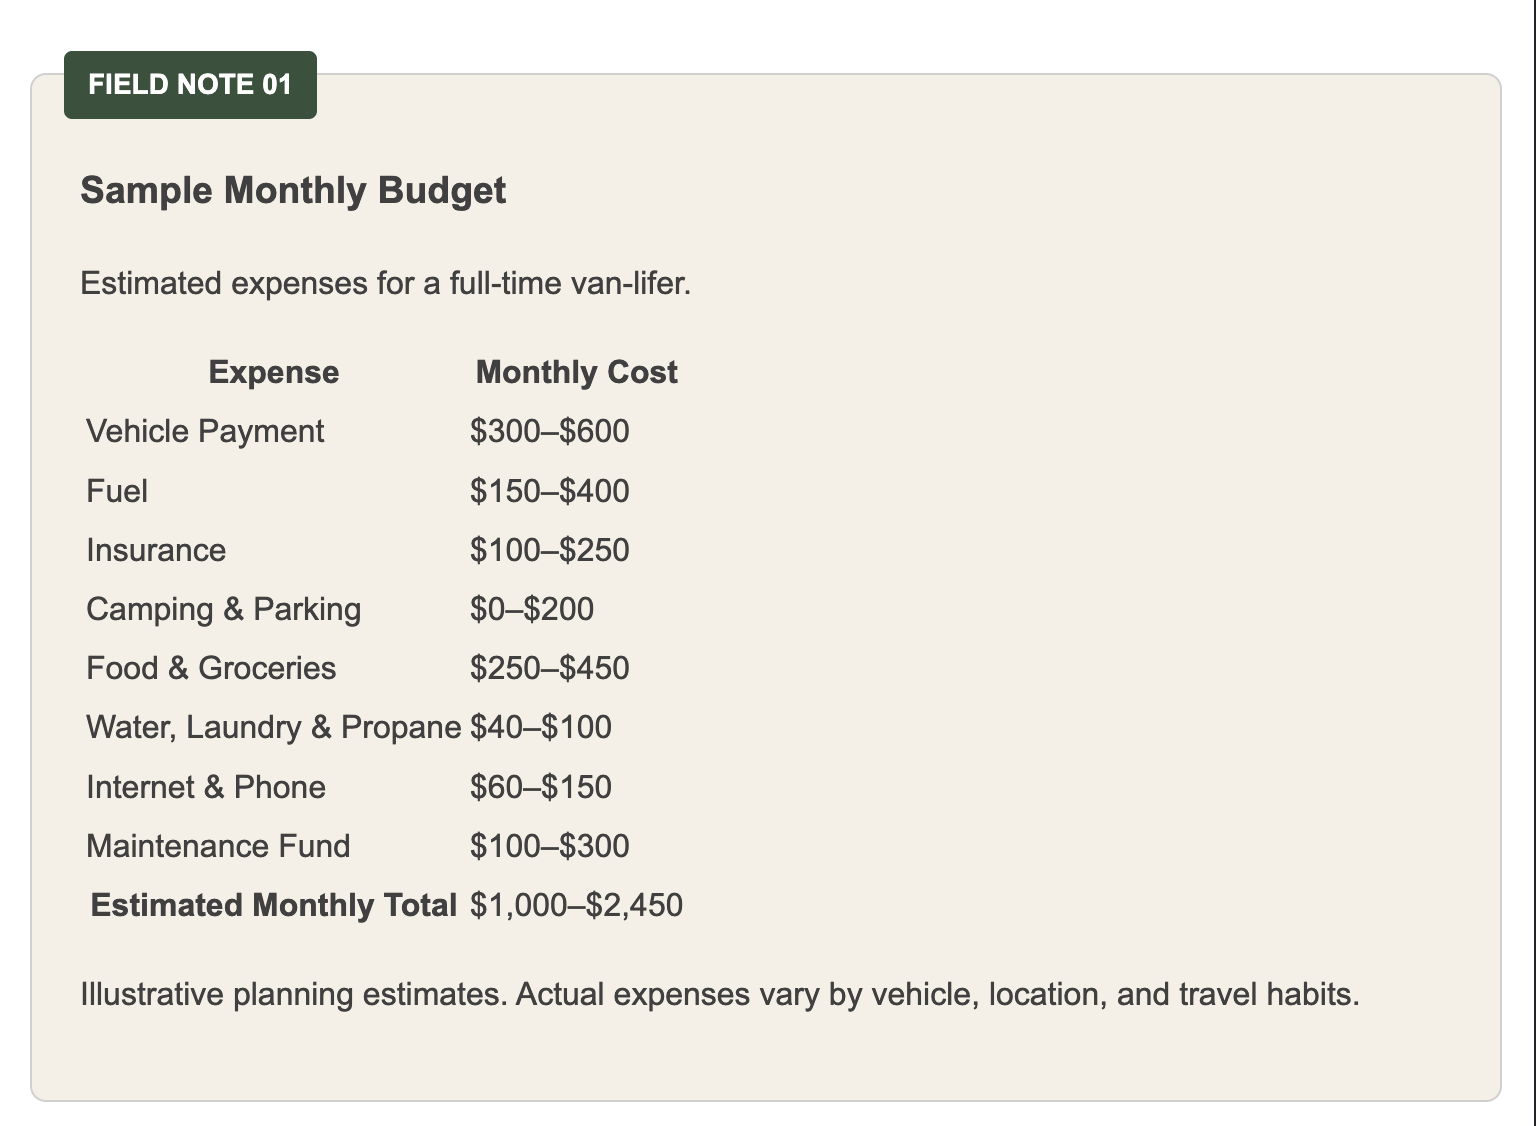 FIELD NOTE 01
Sample Monthly Budget
Estimated expenses for a full-time van-lifer.
Expense Monthly Cost
Vehicle Payment $300–$600
Fuel $150–$400
Insurance $100–$250
Camping & Parking $0–$200
Food & Groceries $250–$450
Water, Laundry & Propane $40–$100
Internet & Phone $60–$150
Maintenance Fund $100–$300
Estimated Monthly Total $1,000–$2,450
Illustrative planning estimates. Actual expenses vary by vehicle, location, and travel habits.